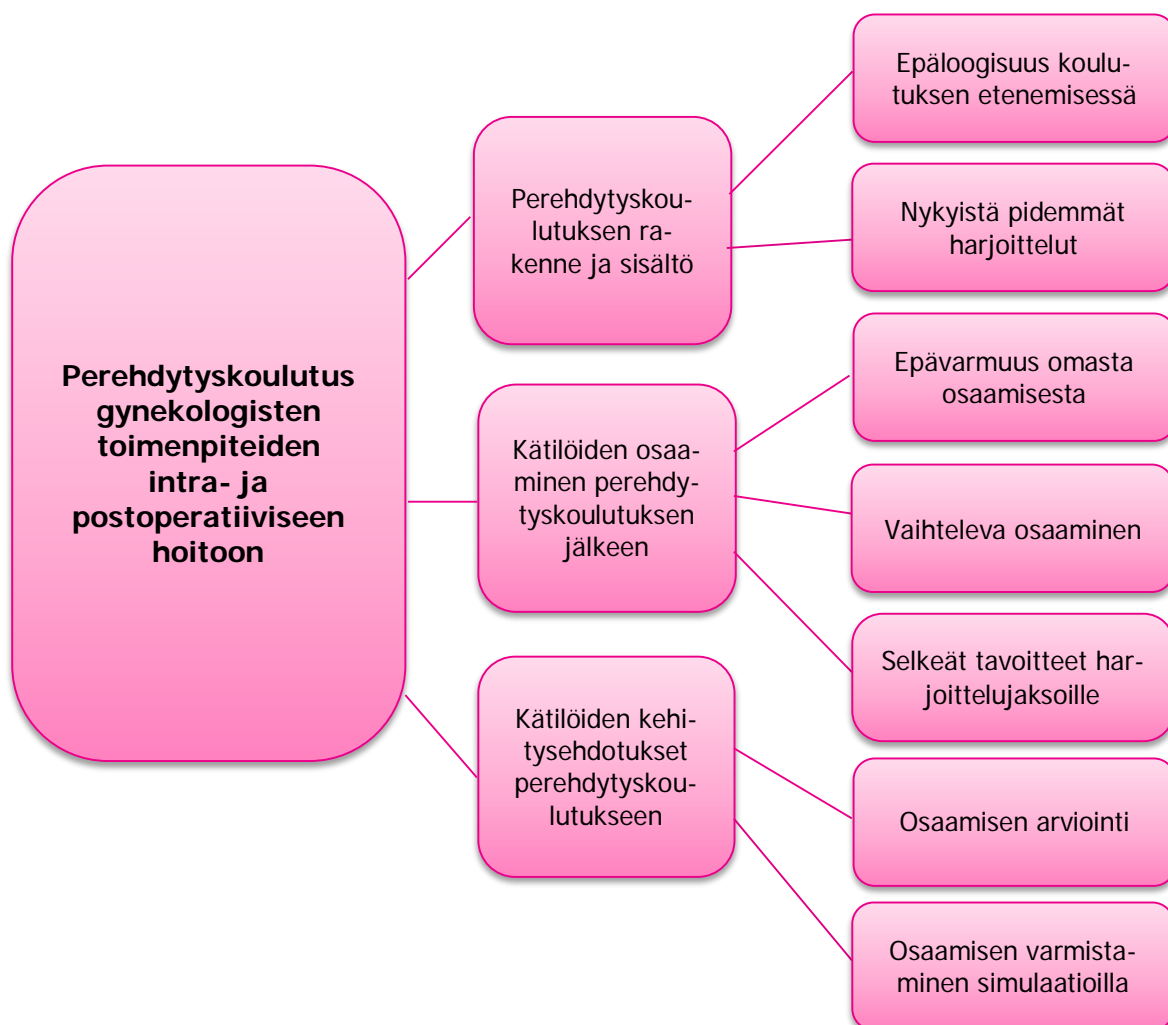 Perehdytyskoulutus
gynekologisten
toimenpiteiden
intra- ja
postoperatiiviseen
hoitoon
Perehdytyskou-
lutuksen ra-
kenne ja sisältö
Epäloogisuus koulu-
tuksen etenemisessä
Nykyistä pidemmät
harjoittelut
Kätilöiden osaa-
minen perehdy-
tyskoulutuksen
jälkeen
Epävarmuus omasta
osaamisesta
Vaihteleva osaaminen
Selkeät tavoitteet har-
joittelujaksoille
Kätilöiden kehi-
tysehdotukset
perehdytyskou-
lutukseen
Osaamisen arviointi
Osaamisen varmista-
minen simulaatioilla